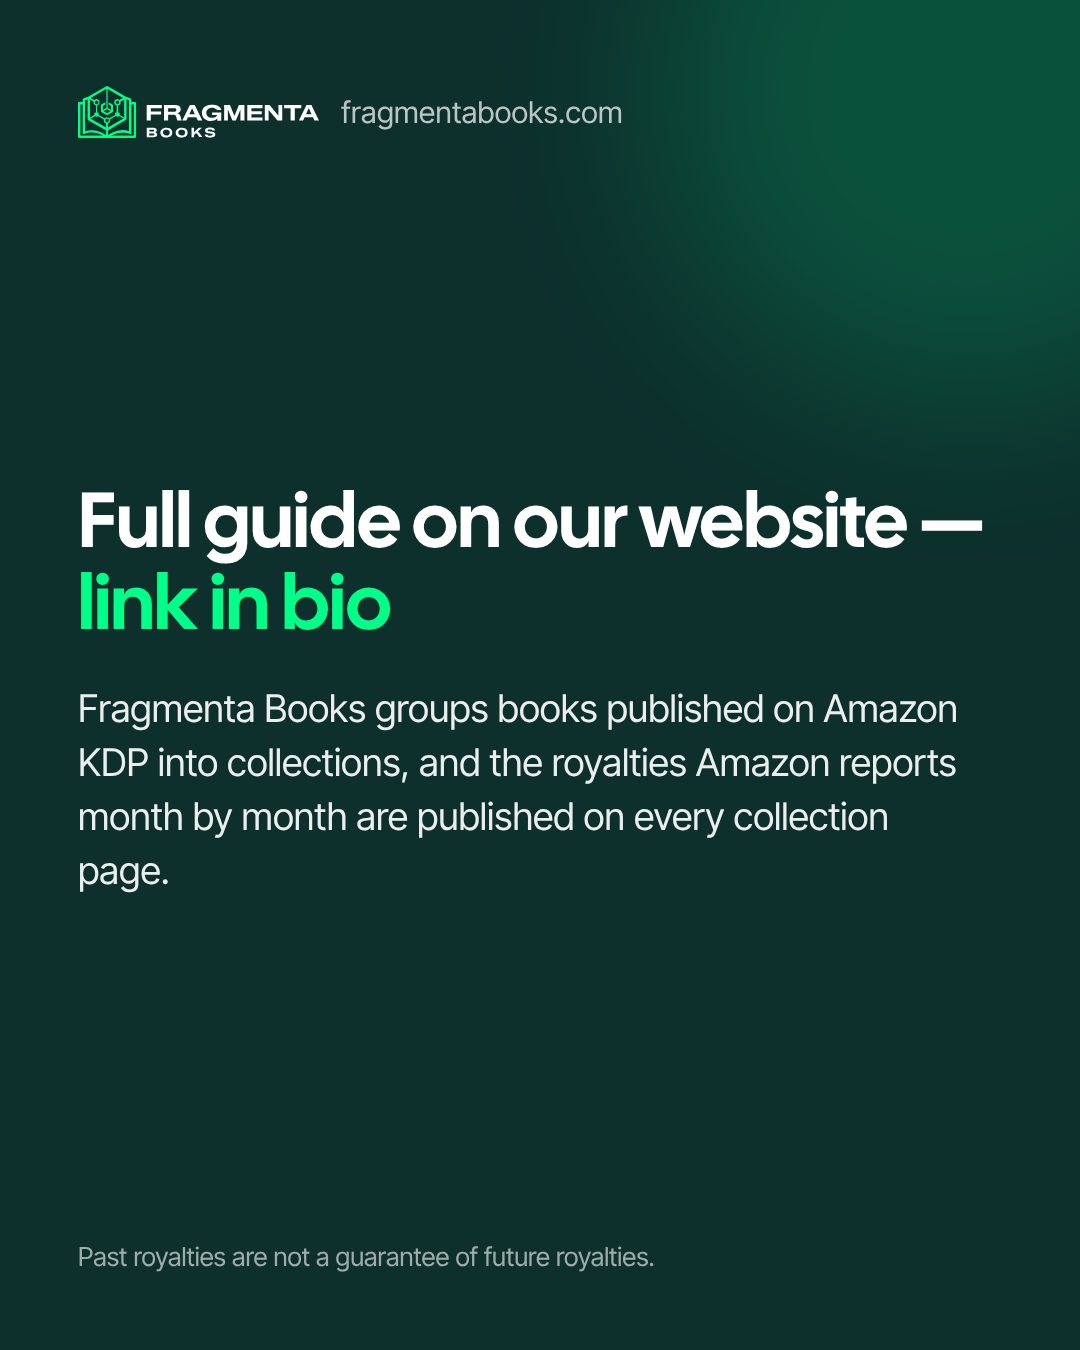 FRAGMENTA
BOOKS
fragmentabooks.com
Full guide on our website —
link in bio
Fragmenta Books groups books published on Amazon
KDP into collections, and the royalties Amazon reports
month by month are published on every collection
page.
Past royalties are not a guarantee of future royalties.